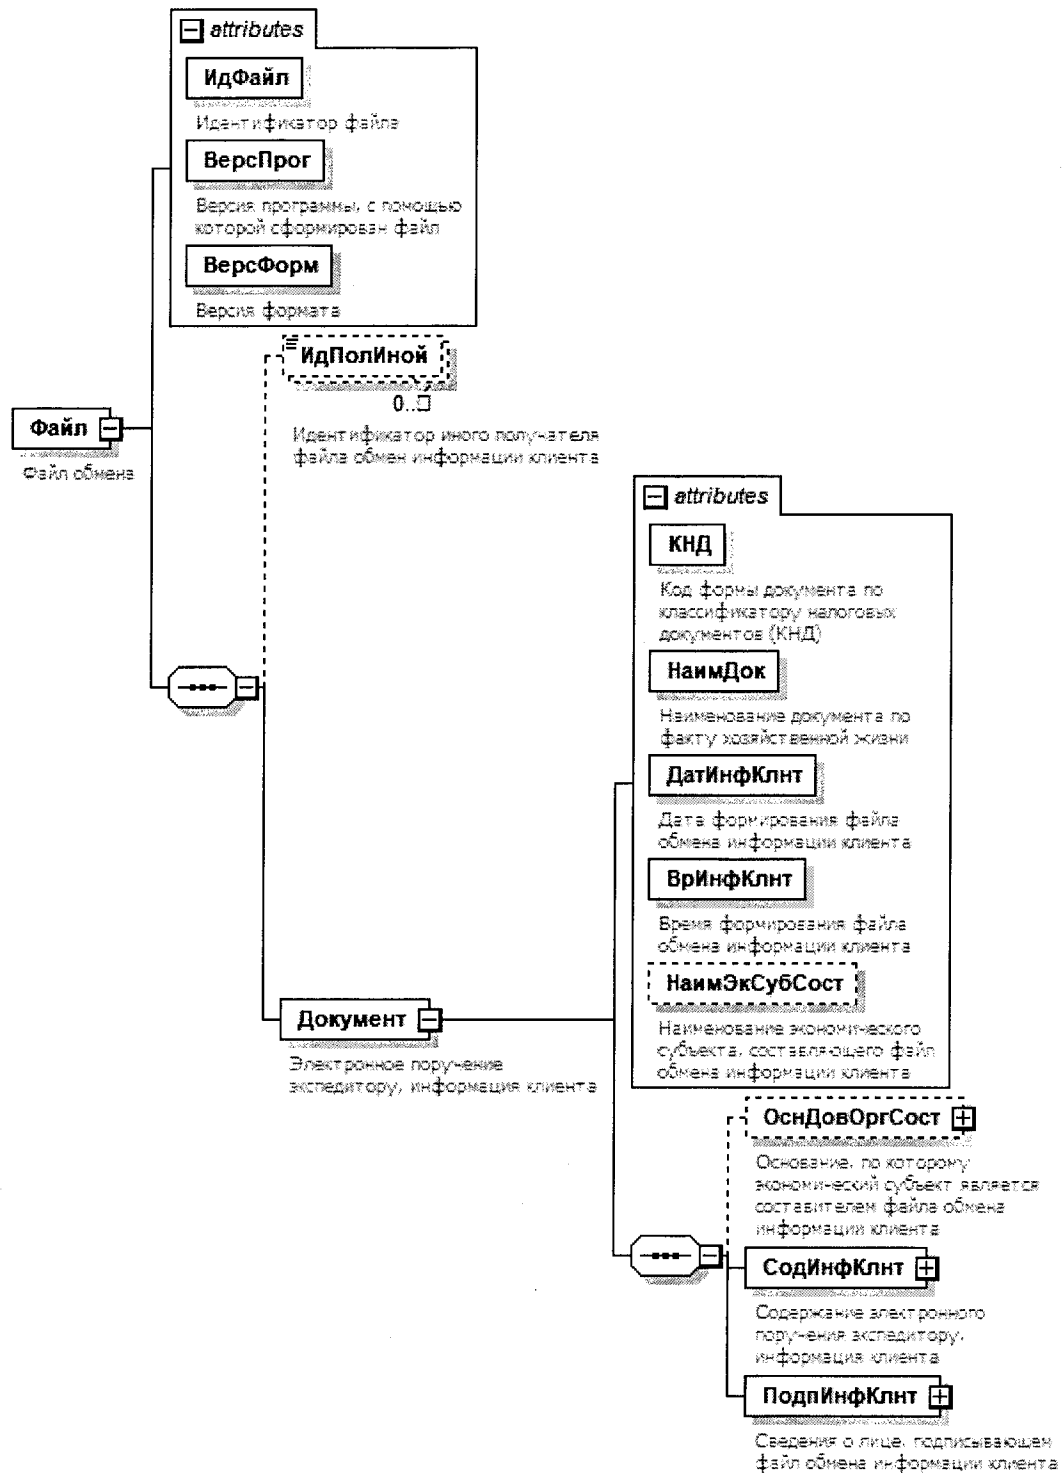 attributes
ИдФайл
Идентификатор файла
ВерсПрог
Версия программы, с помощью
которой сформирован файл
ВерсФорм
Версия формата
ИдПолИной
0..
Идентификатор иного получателя
файла обмен информации клиента
Файл
Файл обмена
attributes
КНД
Код формы документа по
классификатору налоговых
документов (КНД)
НаимДок
Наименование документа по
факту хозяйственной жизни
ДатИнфКлнт
Дата формирования файла
обмена информации клиента
ВрИнфКлнт
Время формирования файла
обмена информации клиента
НаимЭкСубСост
Наименование экономического
субъекта, составляющего файл
обмена информации клиента
Документ
Электронное поручение
экспедитору, информация клиента
ОснДовОргСост
Основание, по которому
экономический субъект является
составителем файла обмена
информации клиента
СодИнфКлнт
Содержание электронного
поручения экспедитору,
информация клиента
ПодпИнфКлнт
Сведения о лице, подписывающем
файл обмена информации клиента